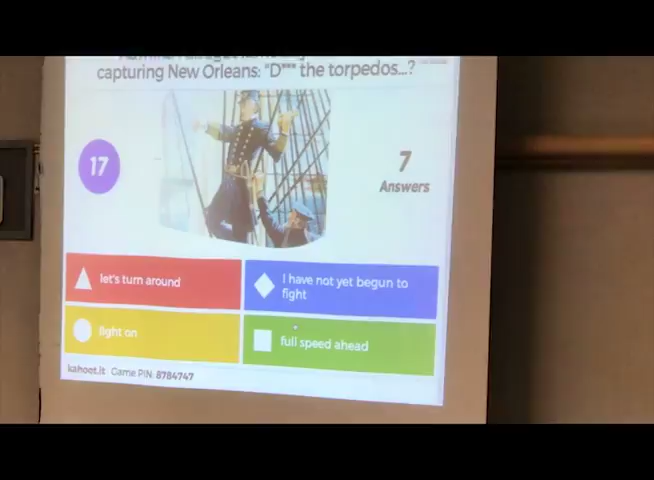 capturing New Orleans: "D*** the torpedos...?
17
7
Answers
let's turn around
I have not yet begun to
fight
fight on
full speed ahead
kahoot.it Game PIN: 8784747